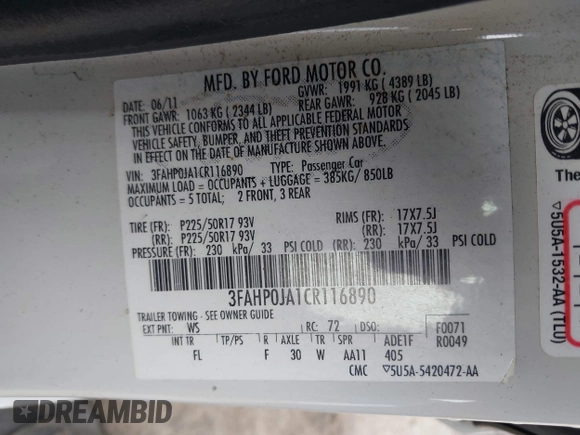 MFD. BY FORD MOTOR CO.
DATE: 06/11 GVWR: 1991 KG ( 4389 LB)
FRONT GAWR: 1063 KG ( 2344 LB) REAR GAWR: 928 KG ( 2045 LB)
THIS VEHICLE CONFORMS TO ALL APPLICABLE FEDERAL MOTOR
VEHICLE SAFETY, BUMPER, AND THEFT PREVENTION STANDARDS
IN EFFECT ON THE DATE OF MANUFACTURE SHOWN ABOVE.
VIN: 3FAHP0JA1CR116890 TYPE: Passenger Car
MAXIMUM LOAD = OCCUPANTS + LUGGAGE = 385KG/ 850LB
OCCUPANTS = 5 TOTAL; 2 FRONT, 3 REAR
TIRE (FR): P225/50R17 93V RIMS (FR): 17X7.5J
(RR): P225/50R17 93V (RR): 17X7.5J
PRESSURE (FR): 230 kPa/ 33 PSI COLD (RR): 230 kPa/ 33 PSI COLD
3FAHP0JA1CR116890
TRAILER TOWING - SEE OWNER GUIDE
EXT PNT: WS RC: 72 DSO: F0071
INT TR TP/PS R AXLE TR SPR ADE1F R0049
FL F 30 W AA11 405
CMC ▽5U5A-5420472-AA
The
▽5U5A-1532-AA (TLU)
DREAMBID